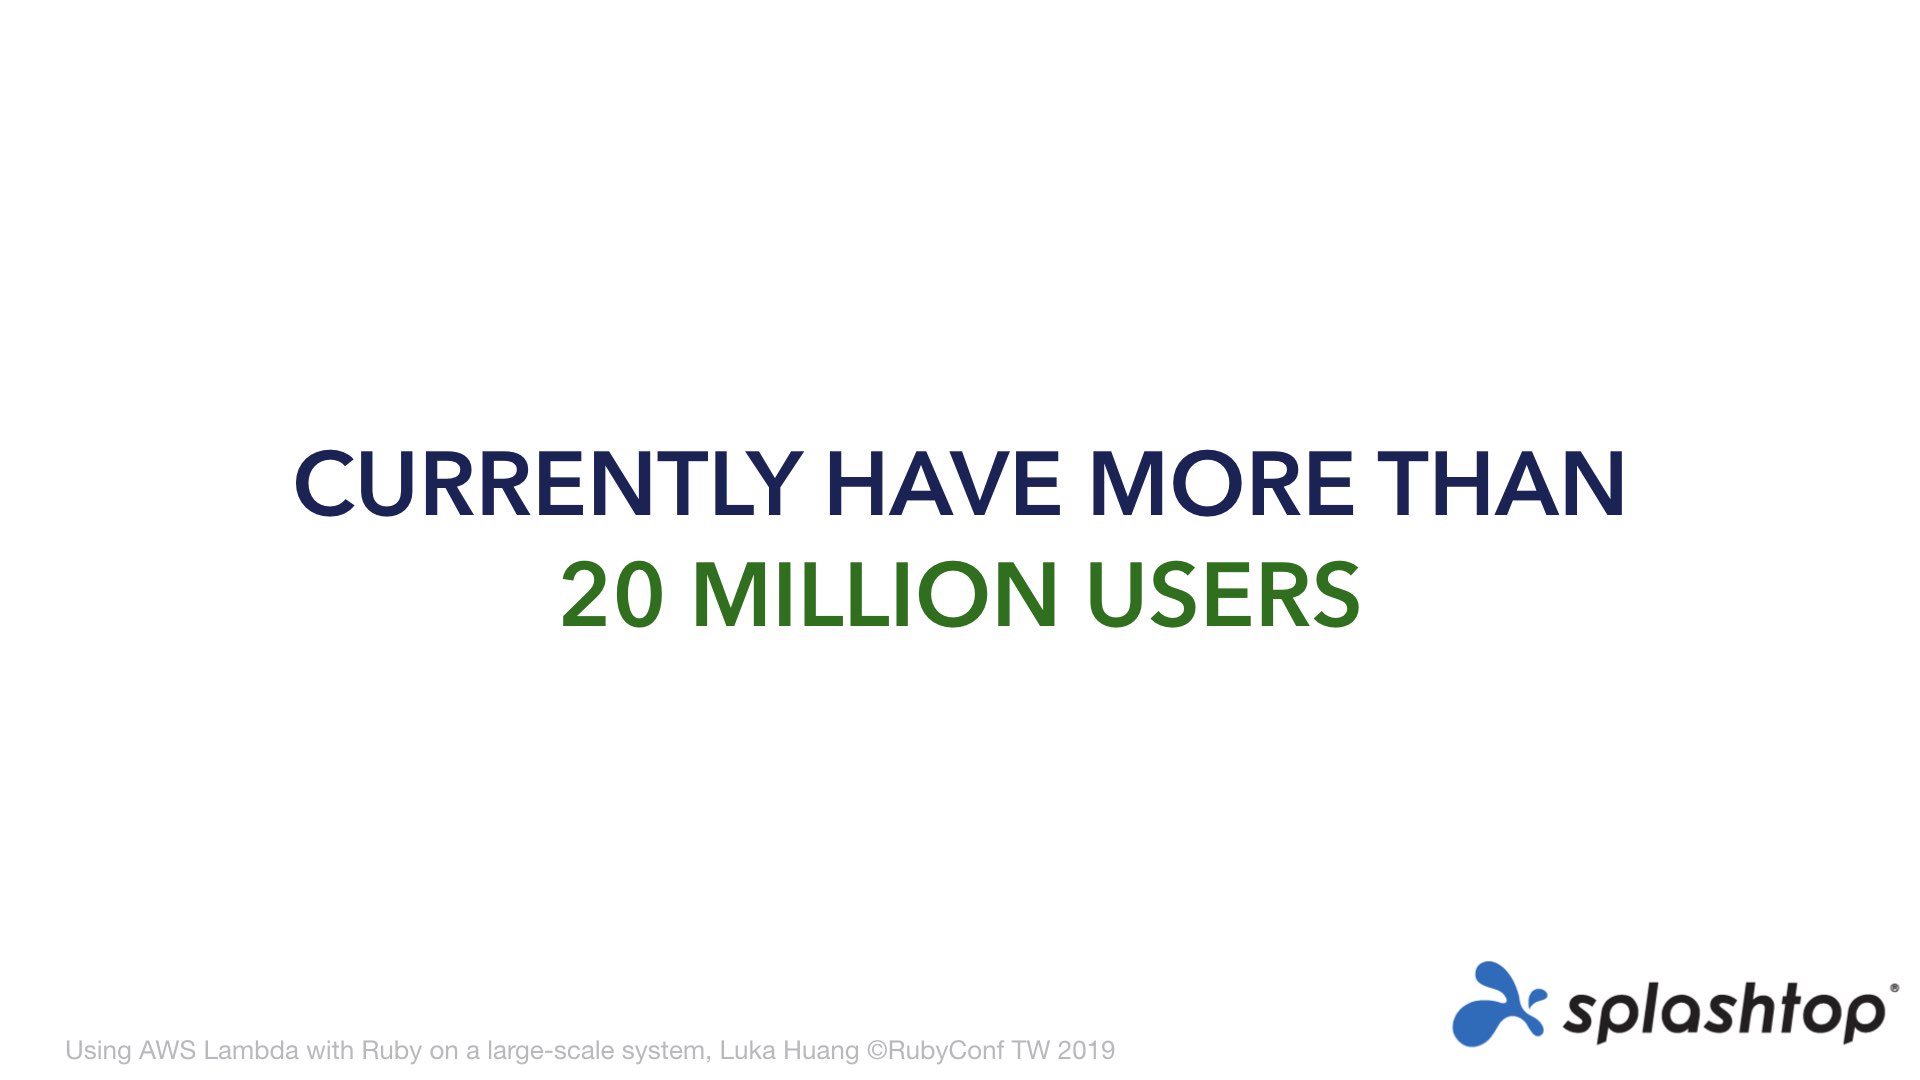 CURRENTLY HAVE MORE THAN
20 MILLION USERS
splashtop®
Using AWS Lambda with Ruby on a large-scale system, Luka Huang ©RubyConf TW 2019